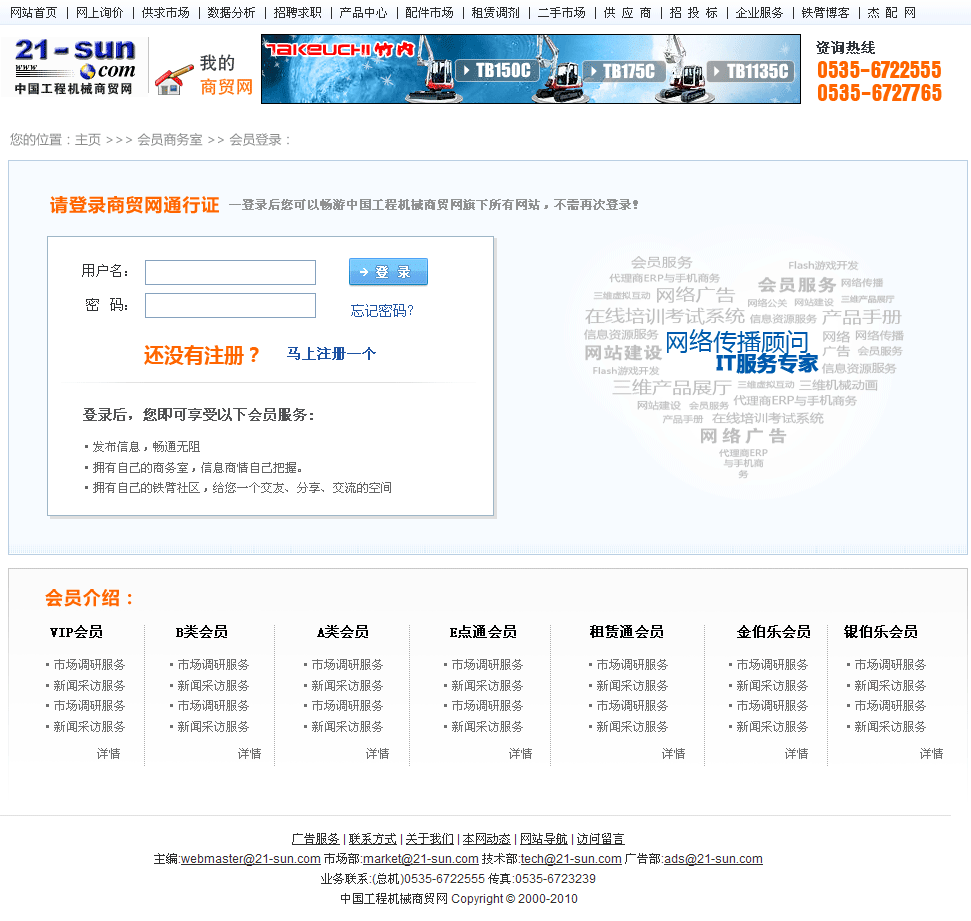 网站首页 | 网上询价 | 供求市场 | 数据分析 | 招聘求职 | 产品中心 | 配件市场 | 租赁调剂 | 二手市场 | 供 应 商 | 招 投 标 | 企业服务 | 铁臂博客 | 杰 配 网
21-sun
www .com
中国工程机械商贸网
我的
商贸网
TAKEUCHI 竹内
TB150C TB175C TB1135C
资询热线
0535-6722555
0535-6727765
您的位置：主页 >>> 会员商务室 >> 会员登录：
请登录商贸网通行证 —登录后您可以畅游中国工程机械商贸网旗下所有网站，不需再次登录！
用户名：
登 录
密 码：
忘记密码?
还没有注册？ 马上注册一个
登录后，您即可享受以下会员服务：
· 发布信息，畅通无阻
· 拥有自己的商务室，信息商情自己把握。
· 拥有自己的铁臂社区，给您一个交友、分享、交流的空间
会员服务 Flash游戏开发
代理商ERP与手机商务 会员服务 网络传播
三维虚拟互动 网络广告 网络公关 网站建设 三维产品展厅
在线培训考试系统 信息资源服务 产品手册
信息资源服务 网络传播顾问 网络 网络传播
网站建设 IT服务专家 广告 会员服务
Flash游戏开发 信息资源服务
三维产品展厅 三维虚拟互动 三维机械动画
网站建设 会员服务 代理商ERP与手机商务
产品手册 在线培训考试系统
网络广告
代理商ERP
与手机商
务
会员介绍：
VIP会员 B类会员 A类会员 E点通会员 租赁通会员 金伯乐会员 银伯乐会员
· 市场调研服务 · 市场调研服务 · 市场调研服务 · 市场调研服务 · 市场调研服务 · 市场调研服务 · 市场调研服务
· 新闻采访服务 · 新闻采访服务 · 新闻采访服务 · 新闻采访服务 · 新闻采访服务 · 新闻采访服务 · 新闻采访服务
· 市场调研服务 · 市场调研服务 · 市场调研服务 · 市场调研服务 · 市场调研服务 · 市场调研服务 · 市场调研服务
· 新闻采访服务 · 新闻采访服务 · 新闻采访服务 · 新闻采访服务 · 新闻采访服务 · 新闻采访服务 · 新闻采访服务
详情 详情 详情 详情 详情 详情 详情
广告服务 | 联系方式 | 关于我们 | 本网动态 | 网站导航 | 访问留言
主编:webmaster@21-sun.com 市场部:market@21-sun.com 技术部:tech@21-sun.com 广告部:ads@21-sun.com
业务联系:(总机)0535-6722555 传真:0535-6723239
中国工程机械商贸网 Copyright © 2000-2010